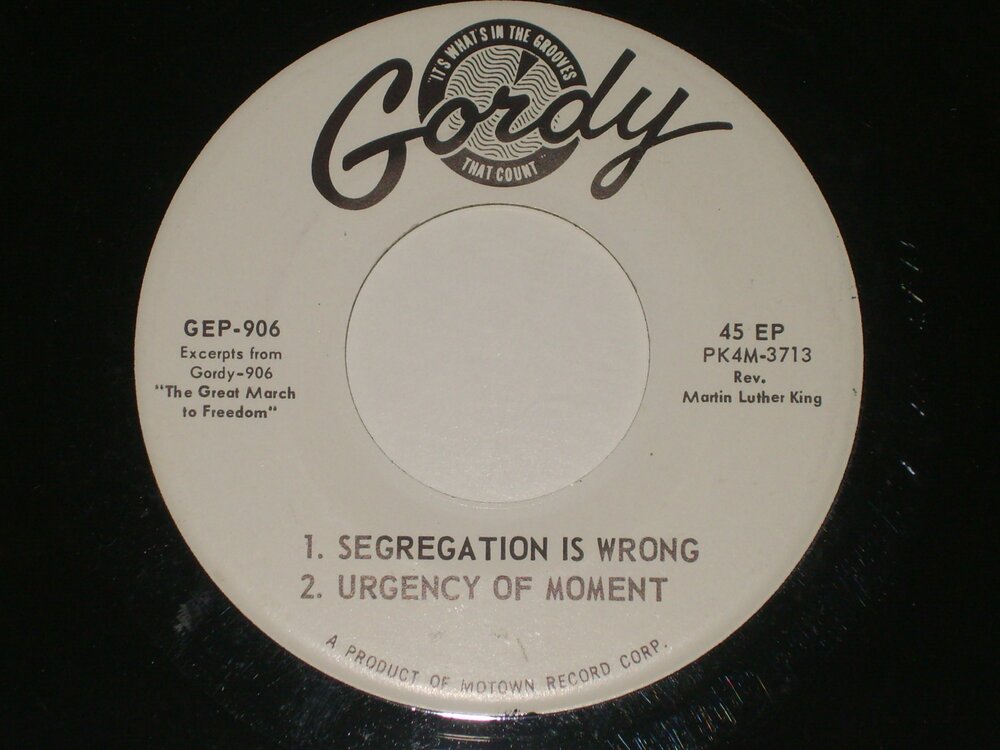 "IT'S WHAT'S IN THE GROOVES
Gordy
THAT COUNT"
GEP-906
Excerpts from
Gordy-906
"The Great March
to Freedom"
45 EP
PK4M-3713
Rev.
Martin Luther King
1. SEGREGATION IS WRONG
2. URGENCY OF MOMENT
A PRODUCT OF MOTOWN RECORD CORP.